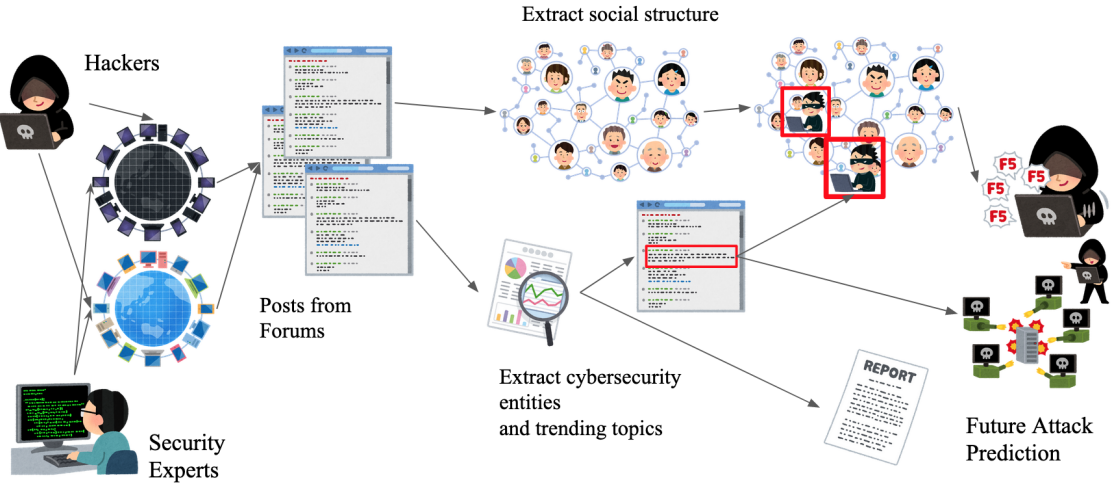 Extract social structure
Hackers
F5
F5
F5
F5
Posts from
Forums
REPORT
Extract cybersecurity
entities
and trending topics
Security
Experts
Future Attack
Prediction